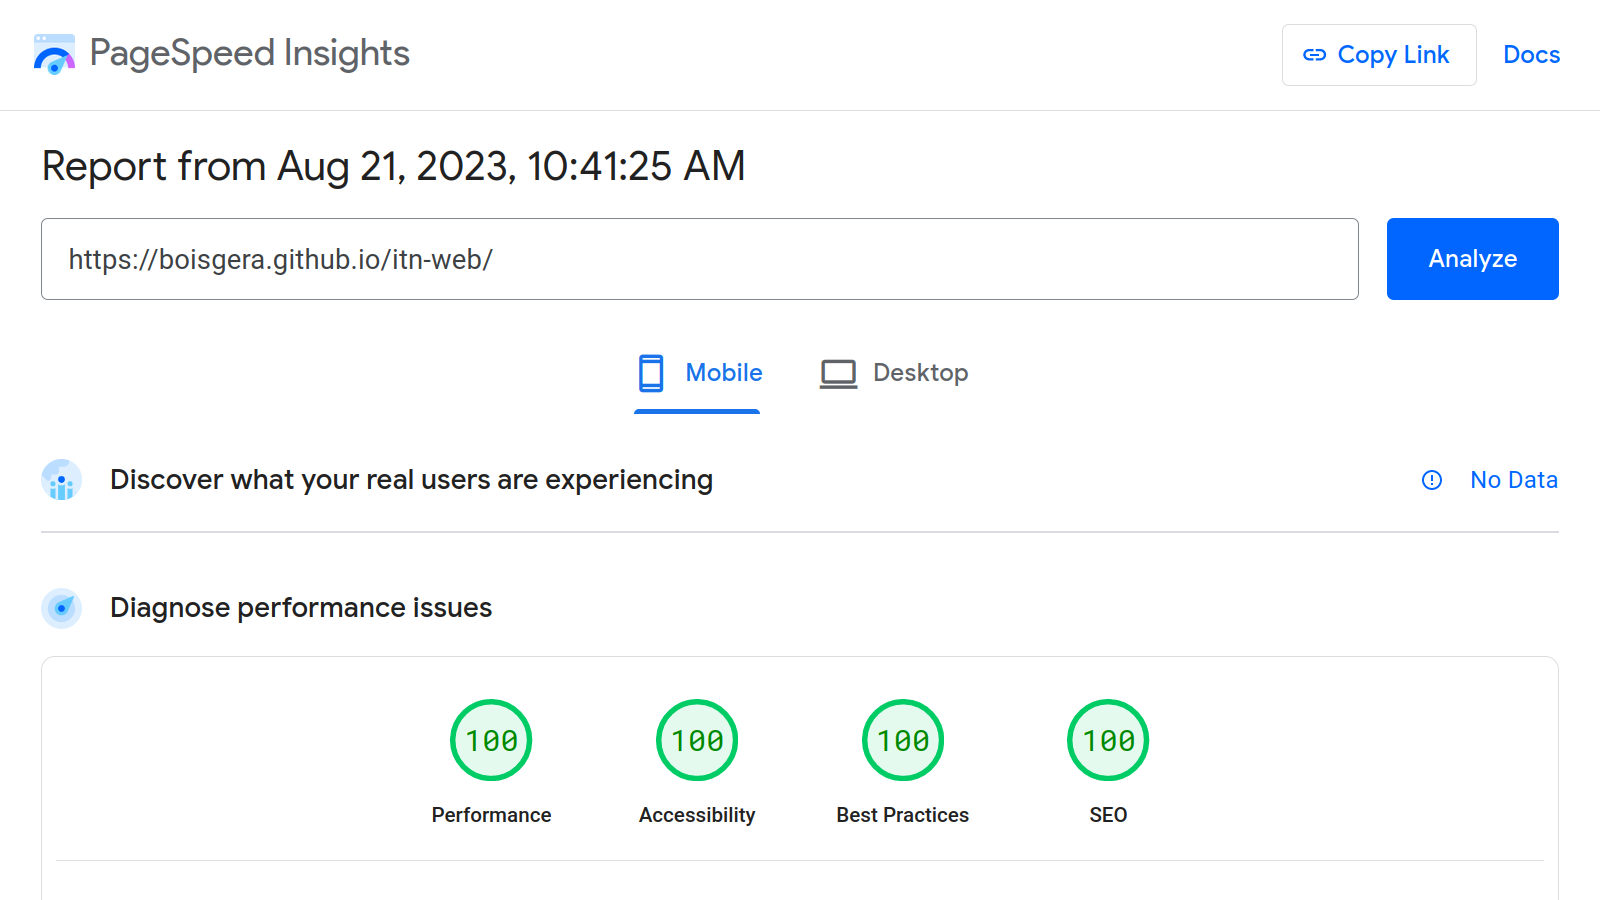 PageSpeed Insights
Copy Link
Docs
Report from Aug 21, 2023, 10:41:25 AM
https://boisgera.github.io/itn-web/
Analyze
Mobile
Desktop
Discover what your real users are experiencing
No Data
Diagnose performance issues
100
100
100
100
Performance
Accessibility
Best Practices
SEO